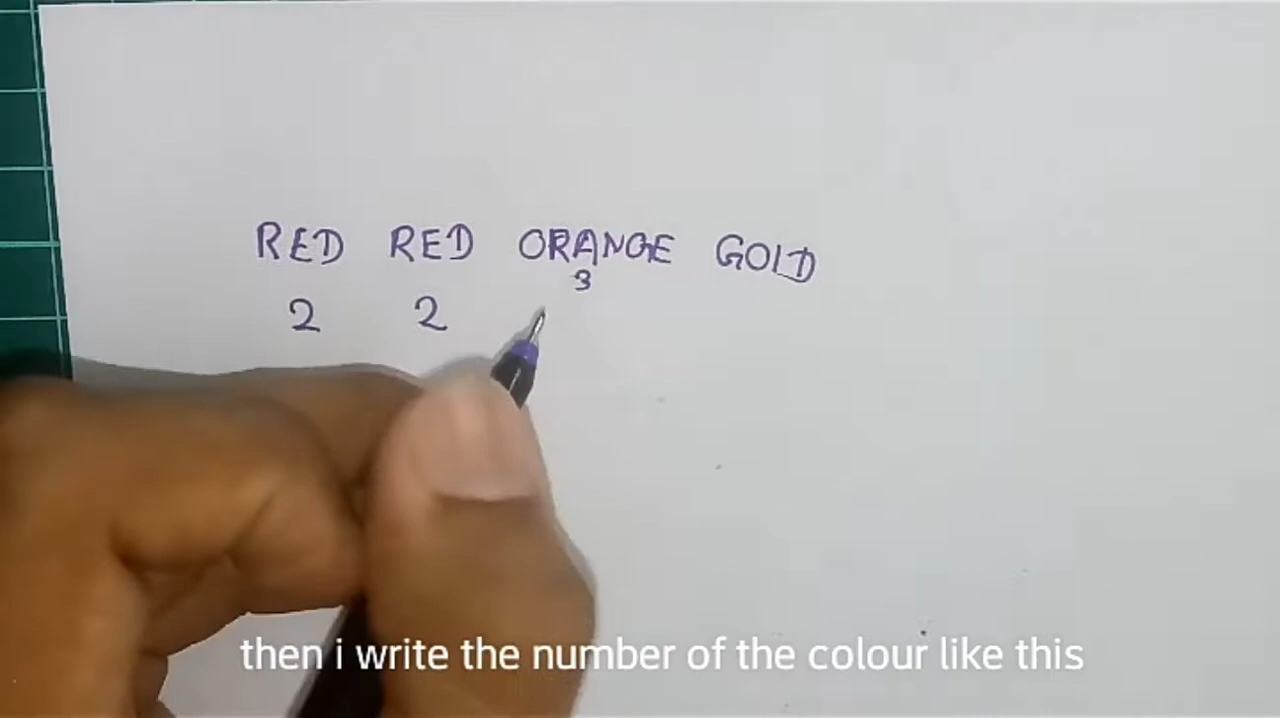 RED RED ORANGE GOLD
3
2 2
then i write the number of the colour like this